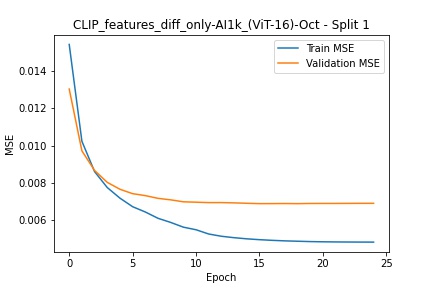 CLIP_features_diff_only-AI1k_(ViT-16)-Oct - Split 1
Train MSE
Validation MSE
0.014
0.012
0.010
0.008
0.006
MSE
0
5
10
15
20
25
Epoch